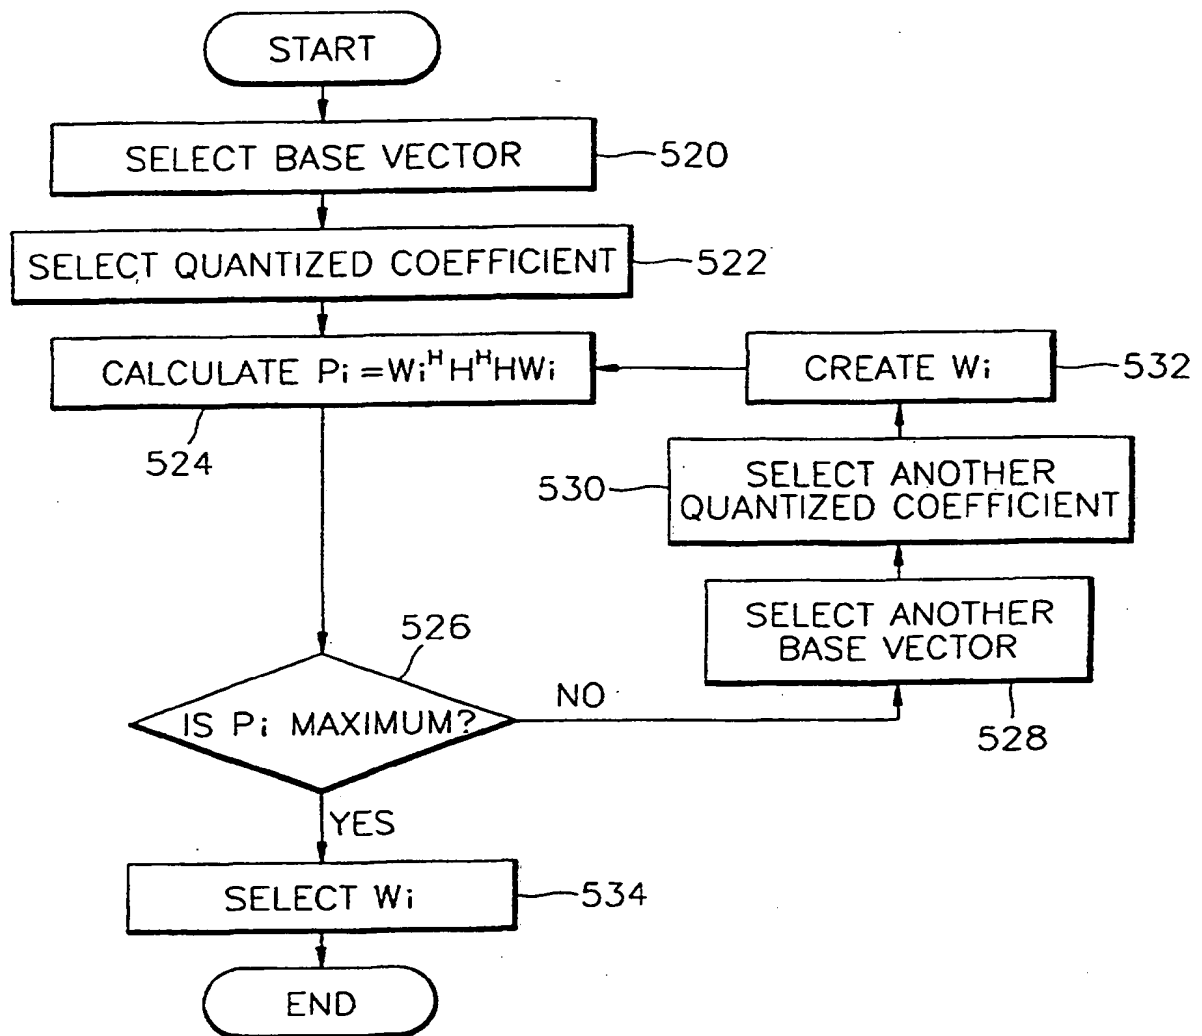 START
SELECT BASE VECTOR
520
SELECT QUANTIZED COEFFICIENT
522
CALCULATE Pi=Wi^H H^H HWi
524
CREATE Wi
532
SELECT ANOTHER
QUANTIZED COEFFICIENT
530
SELECT ANOTHER
BASE VECTOR
528
526
IS Pi MAXIMUM?
NO
YES
SELECT Wi
534
END